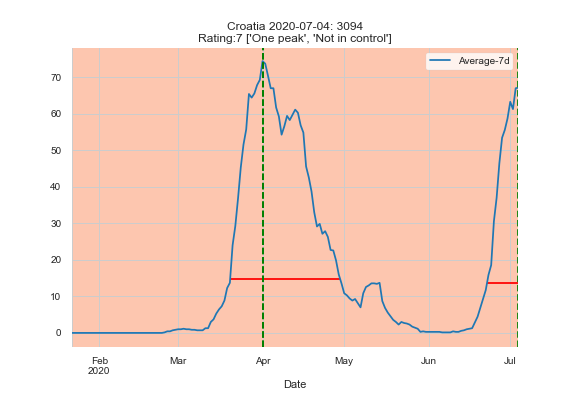 Croatia 2020-07-04: 3094
Rating:7 ['One peak', 'Not in control']
Average-7d
70
60
50
40
30
20
10
0
Feb
2020
Mar
Apr
May
Jun
Jul
Date